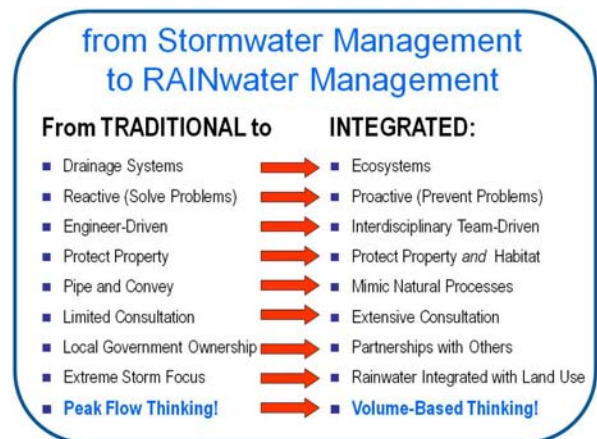 from Stormwater Management
to RAINwater Management
From TRADITIONAL to INTEGRATED:
Drainage Systems Ecosystems
Reactive (Solve Problems) Proactive (Prevent Problems)
Engineer-Driven Interdisciplinary Team-Driven
Protect Property Protect Property and Habitat
Pipe and Convey Mimic Natural Processes
Limited Consultation Extensive Consultation
Local Government Ownership Partnerships with Others
Extreme Storm Focus Rainwater Integrated with Land Use
Peak Flow Thinking! Volume-Based Thinking!